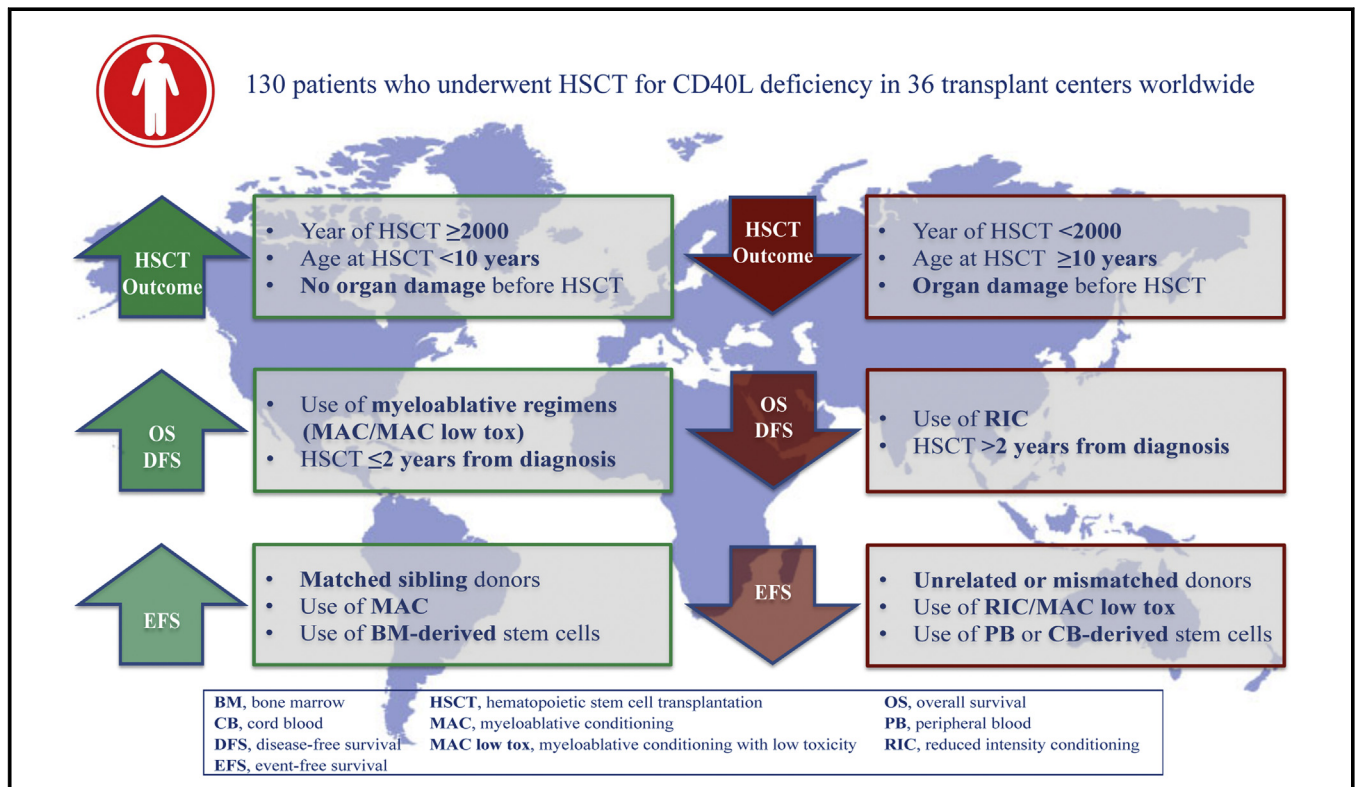 130 patients who underwent HSCT for CD40L deficiency in 36 transplant centers worldwide
HSCT
Outcome
• Year of HSCT ≥2000
• Age at HSCT <10 years
• No organ damage before HSCT
HSCT
Outcome
• Year of HSCT <2000
• Age at HSCT ≥10 years
• Organ damage before HSCT
OS
DFS
• Use of myeloablative regimens
(MAC/MAC low tox)
• HSCT ≤2 years from diagnosis
OS
DFS
• Use of RIC
• HSCT >2 years from diagnosis
EFS
• Matched sibling donors
• Use of MAC
• Use of BM-derived stem cells
EFS
• Unrelated or mismatched donors
• Use of RIC/MAC low tox
• Use of PB or CB-derived stem cells
BM, bone marrow
CB, cord blood
DFS, disease-free survival
EFS, event-free survival
HSCT, hematopoietic stem cell transplantation
MAC, myeloablative conditioning
MAC low tox, myeloablative conditioning with low toxicity
OS, overall survival
PB, peripheral blood
RIC, reduced intensity conditioning